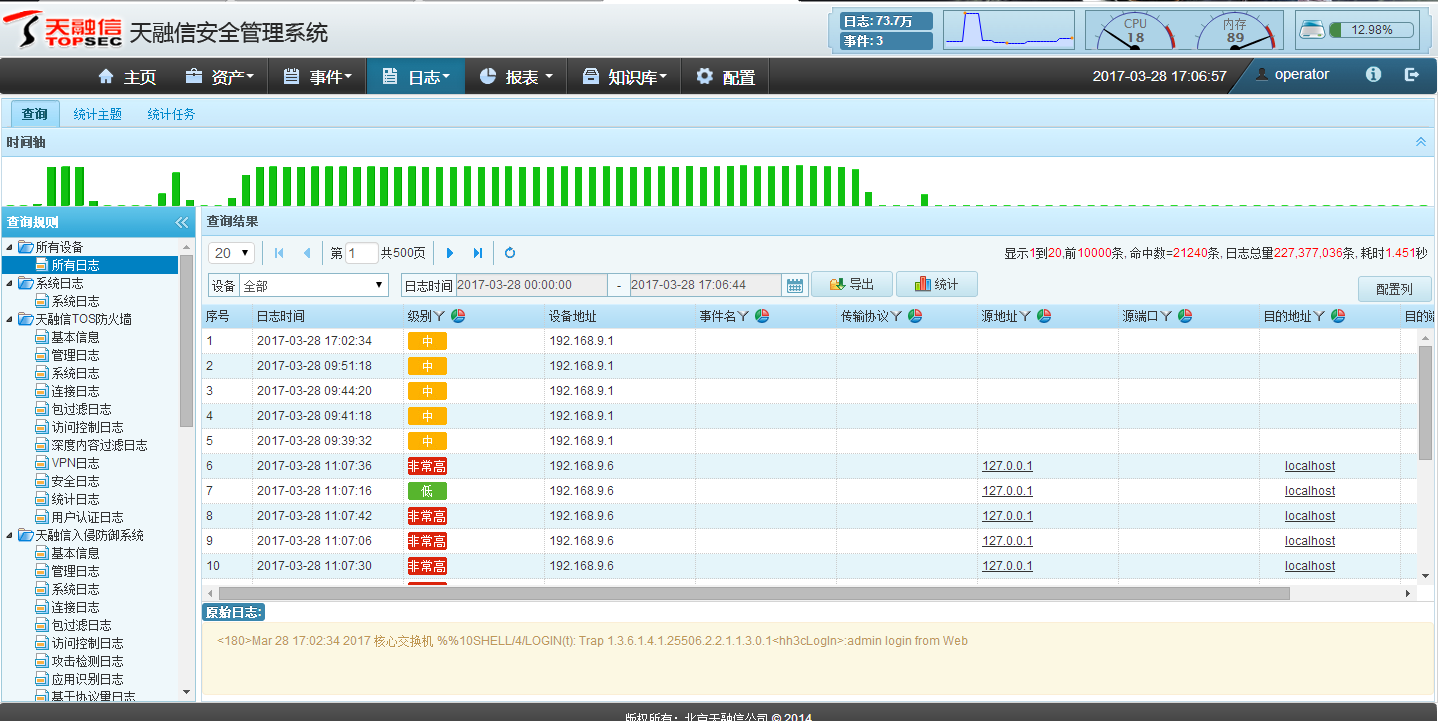 天融信 TOPSEC 天融信安全管理系统
日志: 73.7万
事件: 3
CPU 18
内存 89
12.98%
主页 资产 事件 日志 报表 知识库 配置 2017-03-28 17:06:57 operator
查询 统计主题 统计任务
时间轴
查询规则
所有设备
所有日志
系统日志
系统日志
天融信TOS防火墙
基本信息
管理日志
系统日志
连接日志
包过滤日志
访问控制日志
深度内容过滤日志
VPN日志
安全日志
统计日志
用户认证日志
天融信入侵防御系统
基本信息
管理日志
系统日志
连接日志
包过滤日志
访问控制日志
攻击检测日志
应用识别日志
基于协议量日志
查询结果
20 第 1 共500页 显示1到20,前10000条, 命中数=21240条, 日志总量227,377,036条, 耗时1.451秒
设备 全部 日志时间 2017-03-28 00:00:00 - 2017-03-28 17:06:44 导出 统计 配置列
序号 日志时间 级别 设备地址 事件名 传输协议 源地址 源端口 目的地址 目的
1 2017-03-28 17:02:34 中 192.168.9.1
2 2017-03-28 09:51:18 中 192.168.9.1
3 2017-03-28 09:44:20 中 192.168.9.1
4 2017-03-28 09:41:18 中 192.168.9.1
5 2017-03-28 09:39:32 中 192.168.9.1
6 2017-03-28 11:07:36 非常高 192.168.9.6 127.0.0.1 localhost
7 2017-03-28 11:07:16 低 192.168.9.6 127.0.0.1 localhost
8 2017-03-28 11:07:42 非常高 192.168.9.6 127.0.0.1 localhost
9 2017-03-28 11:07:06 非常高 192.168.9.6 127.0.0.1 localhost
10 2017-03-28 11:07:30 非常高 192.168.9.6 127.0.0.1 localhost
原始日志:
<180>Mar 28 17:02:34 2017 核心交换机 %%10SHELL/4/LOGIN(t): Trap 1.3.6.1.4.1.25506.2.2.1.1.3.0.1<hh3cLogIn>:admin login from Web
版权所有：北京天融信公司 © 2014